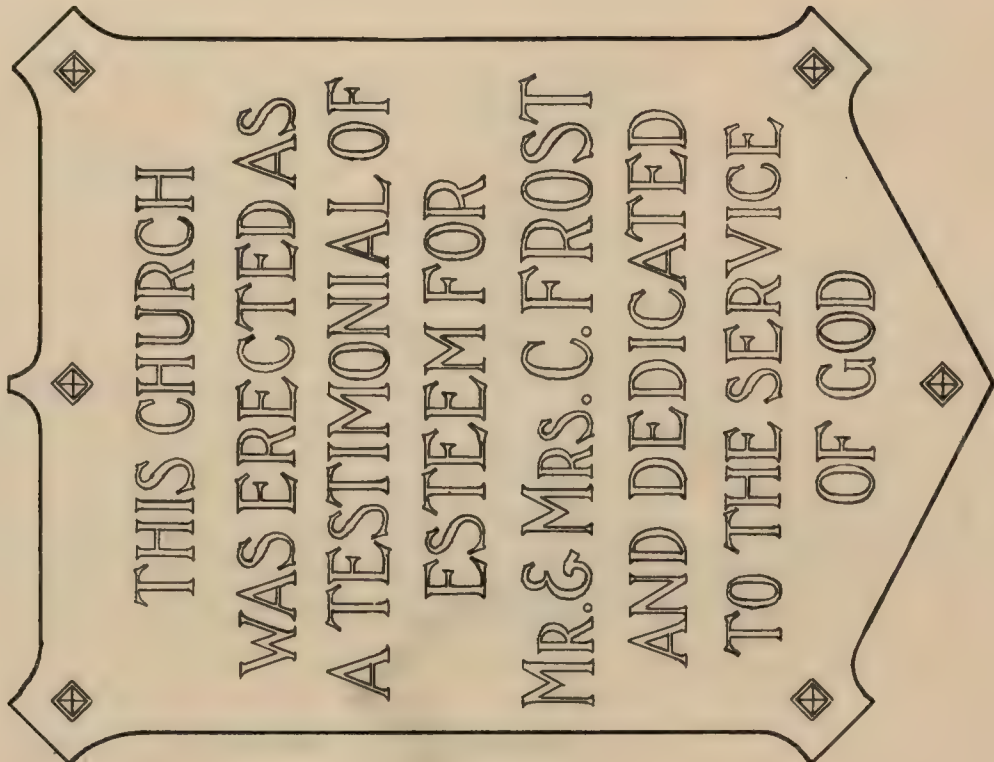 THIS CHURCH
WAS ERECTED AS
A TESTIMONIAL OF
ESTEEM FOR
MR. & MRS. C. FROST
AND DEDICATED
TO THE SERVICE
OF GOD